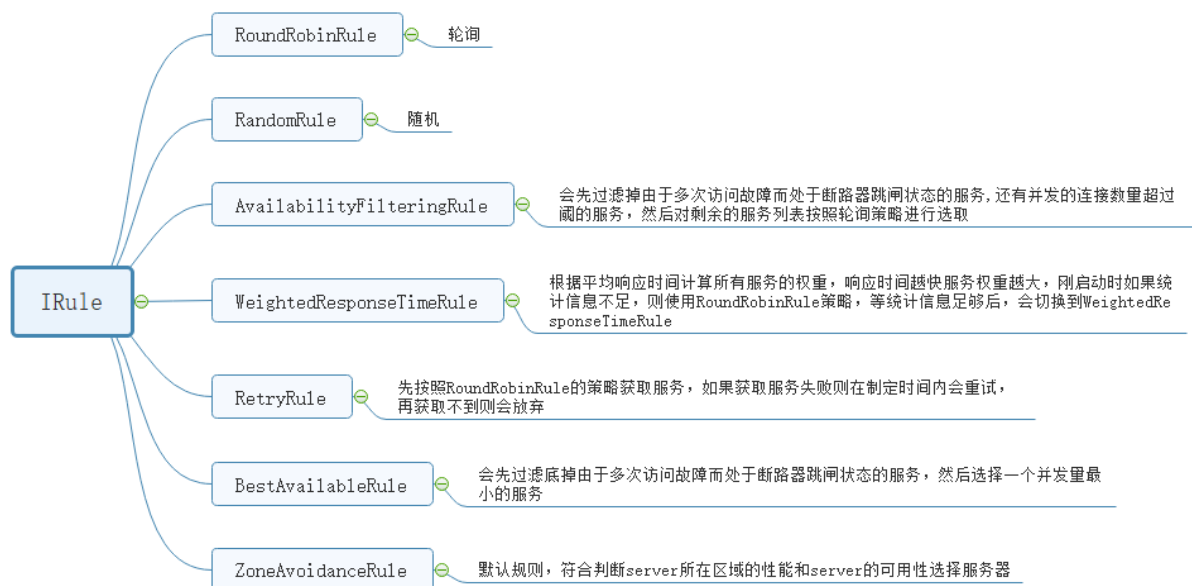 RoundRobinRule
轮询
RandomRule
随机
AvailabilityFilteringRule
会先过滤掉由于多次访问故障而处于断路器跳闸状态的服务,还有并发的连接数量超过
阈的服务，然后对剩余的服务列表按照轮询策略进行选取
IRule
WeightedResponseTimeRule
根据平均响应时间计算所有服务的权重，响应时间越快服务权重越大，刚启动时如果统
计信息不足，则使用RoundRobinRule策略，等统计信息足够后，会切换到WeightedRe
sponseTimeRule
RetryRule
先按照RoundRobinRule的策略获取服务，如果获取服务失败则在制定时间内会重试，
再获取不到则会放弃
BestAvailableRule
会先过滤底掉由于多次访问故障而处于断路器跳闸状态的服务，然后选择一个并发量最
小的服务
ZoneAvoidanceRule
默认规则，符合判断server所在区域的性能和server的可用性选择服务器